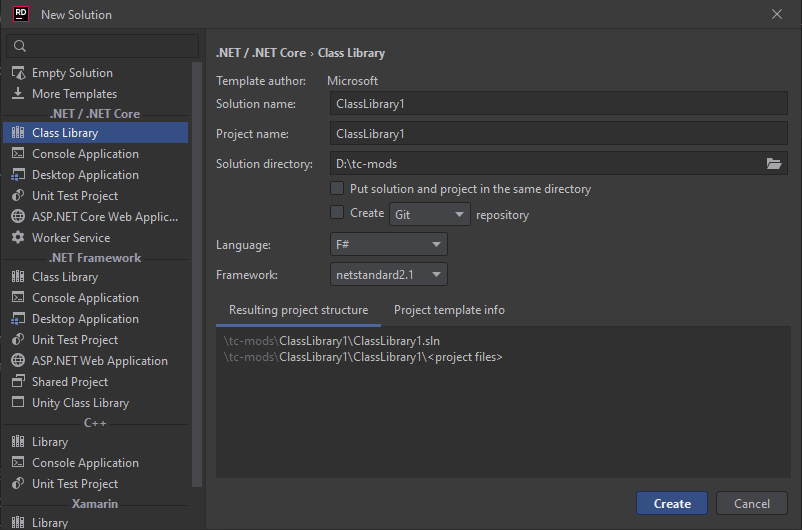 RD New Solution
Empty Solution
More Templates
.NET / .NET Core
Class Library
Console Application
Desktop Application
Unit Test Project
ASP.NET Core Web Applic...
Worker Service
.NET Framework
Class Library
Console Application
Desktop Application
Unit Test Project
ASP.NET Web Application
Shared Project
Unity Class Library
C++
Library
Console Application
Unit Test Project
Xamarin
Library
.NET / .NET Core › Class Library
Template author: Microsoft
Solution name: ClassLibrary1
Project name: ClassLibrary1
Solution directory: D:\tc-mods
Put solution and project in the same directory
Create Git repository
Language: F#
Framework: netstandard2.1
Resulting project structure Project template info
\tc-mods\ClassLibrary1\ClassLibrary1.sln
\tc-mods\ClassLibrary1\ClassLibrary1\<project files>
Create Cancel